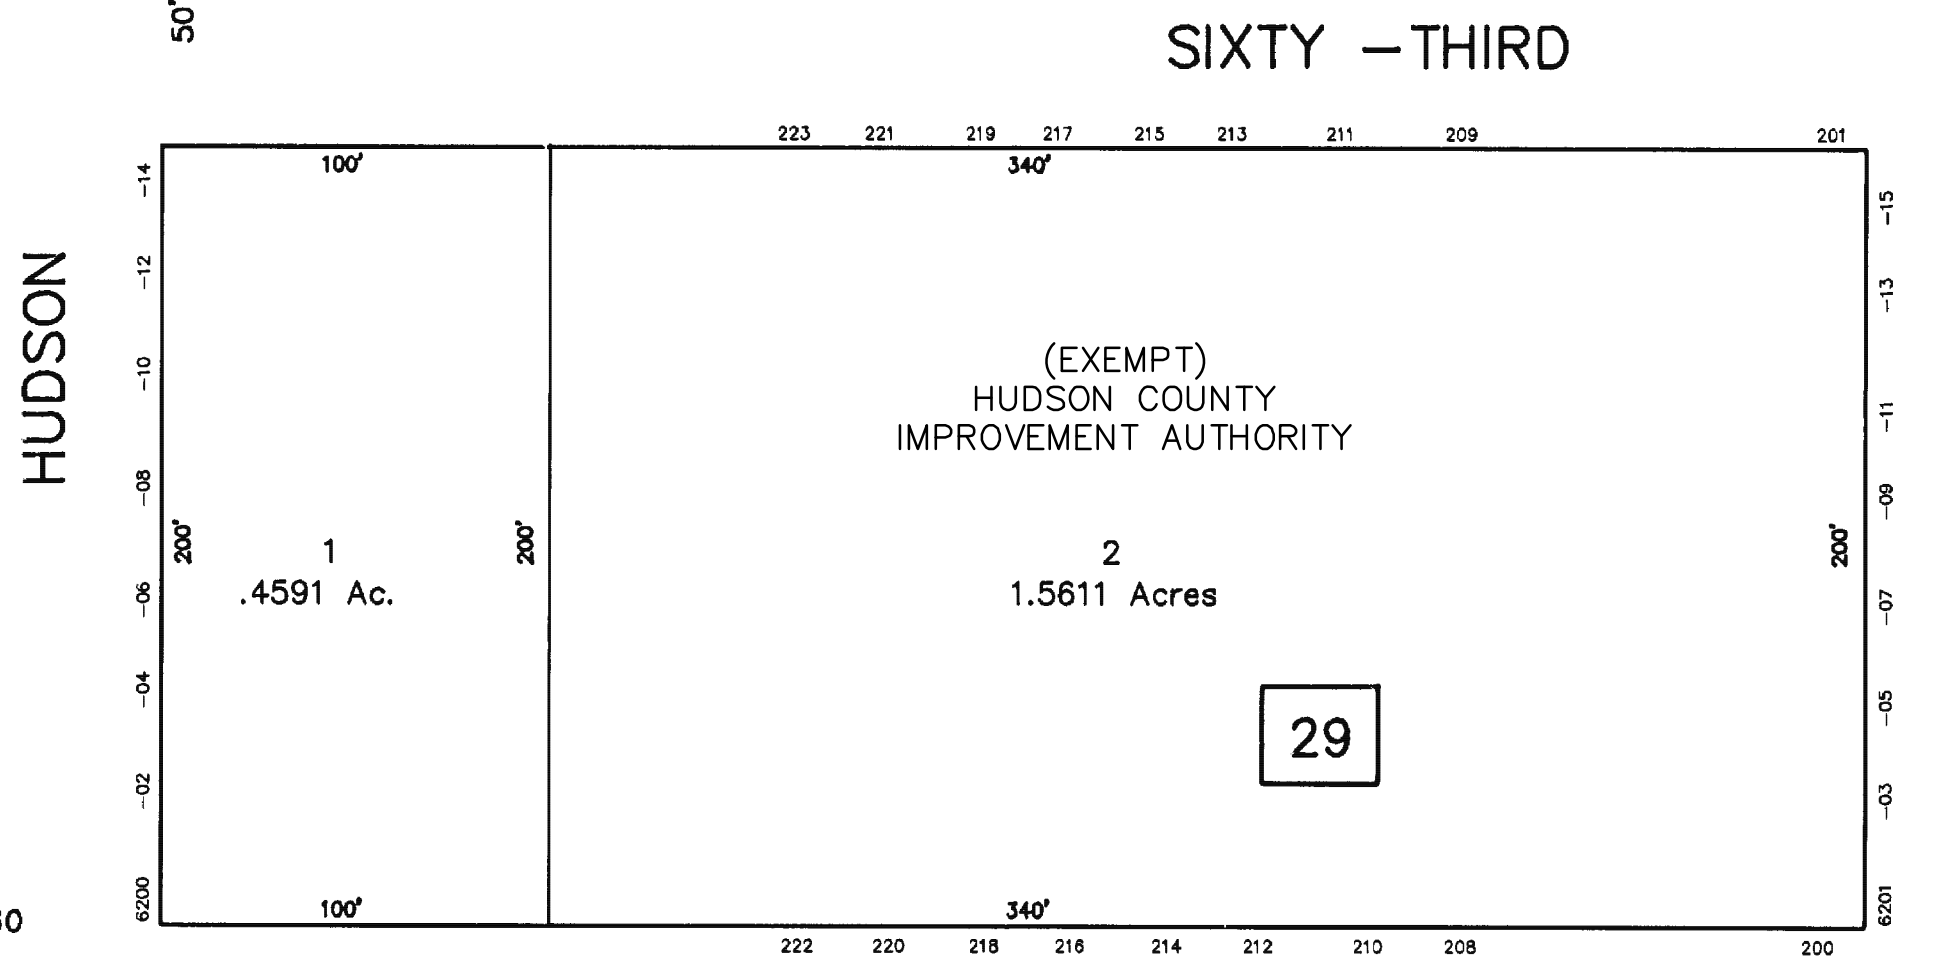 50'
SIXTY - THIRD
223 221 219 217 215 213 211 209 201
100' 340'
HUDSON
-14
-12
-10
-08
-06
-04
-02
6200
-15
-13
-11
-09
-07
-05
-03
6201
(EXEMPT)
HUDSON COUNTY
IMPROVEMENT AUTHORITY
200' 200' 200'
1 2
.4591 Ac. 1.5611 Acres
29
100' 340'
222 220 218 216 214 212 210 208 200